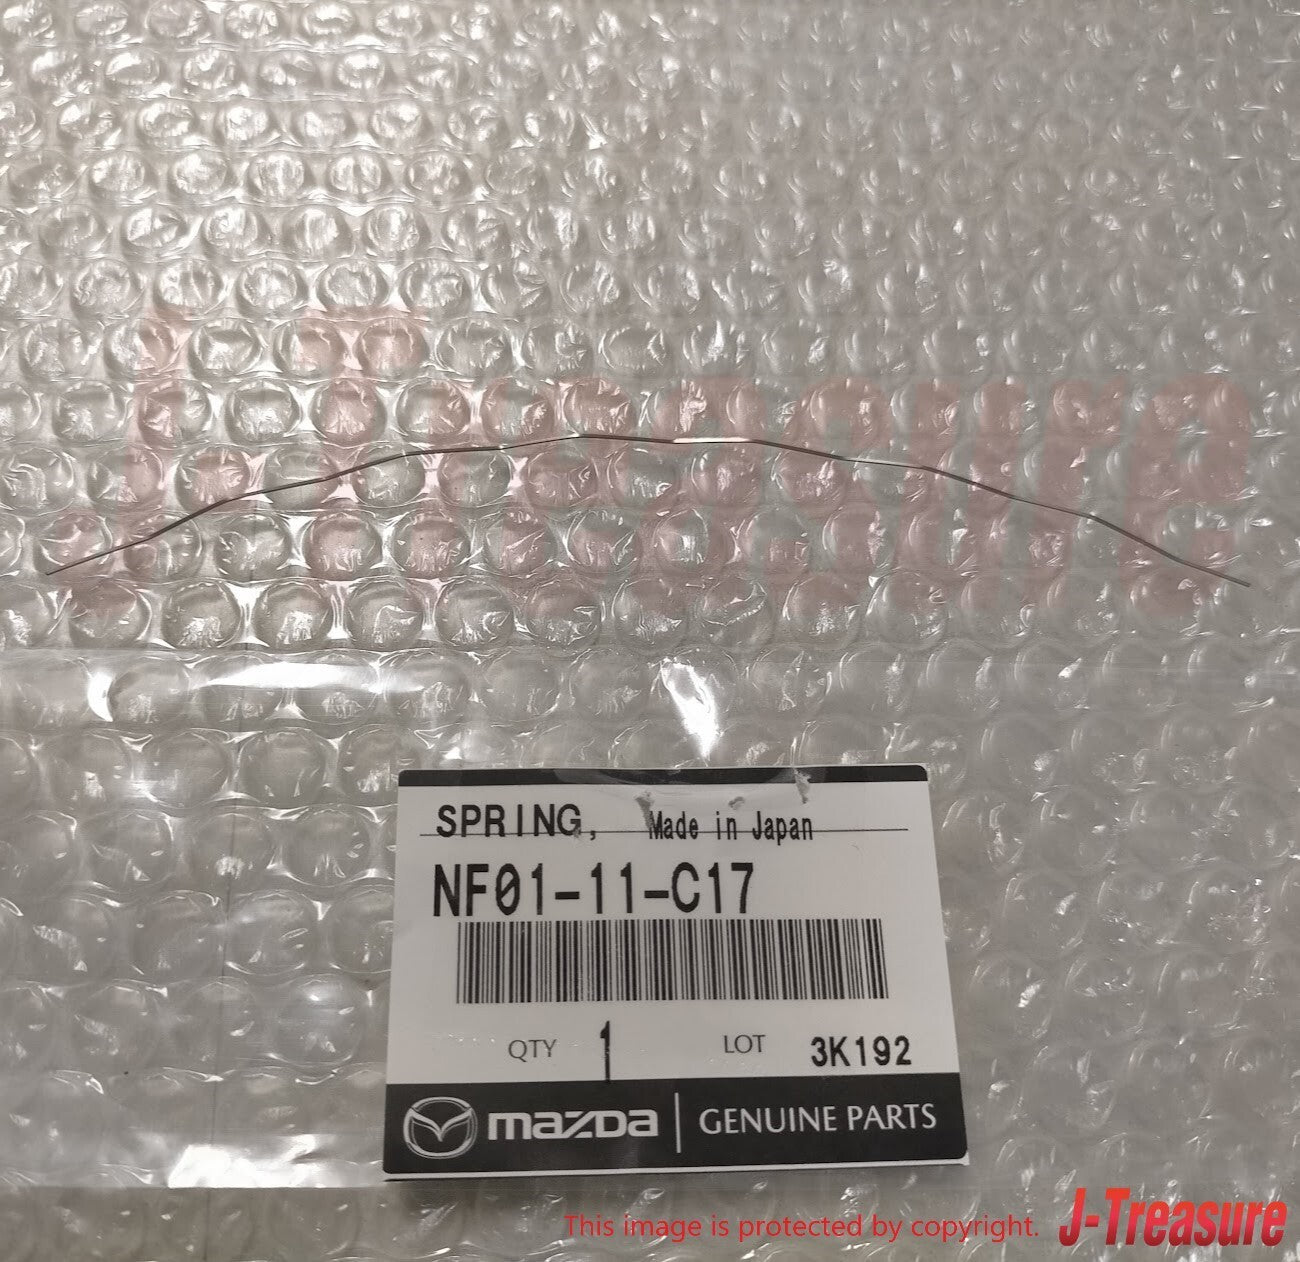 J-Treasure
SPRING, Made in Japan
NF01-11-C17
QTY 1 LOT 3K192
mazda GENUINE PARTS
This image is protected by copyright. J-Treasure